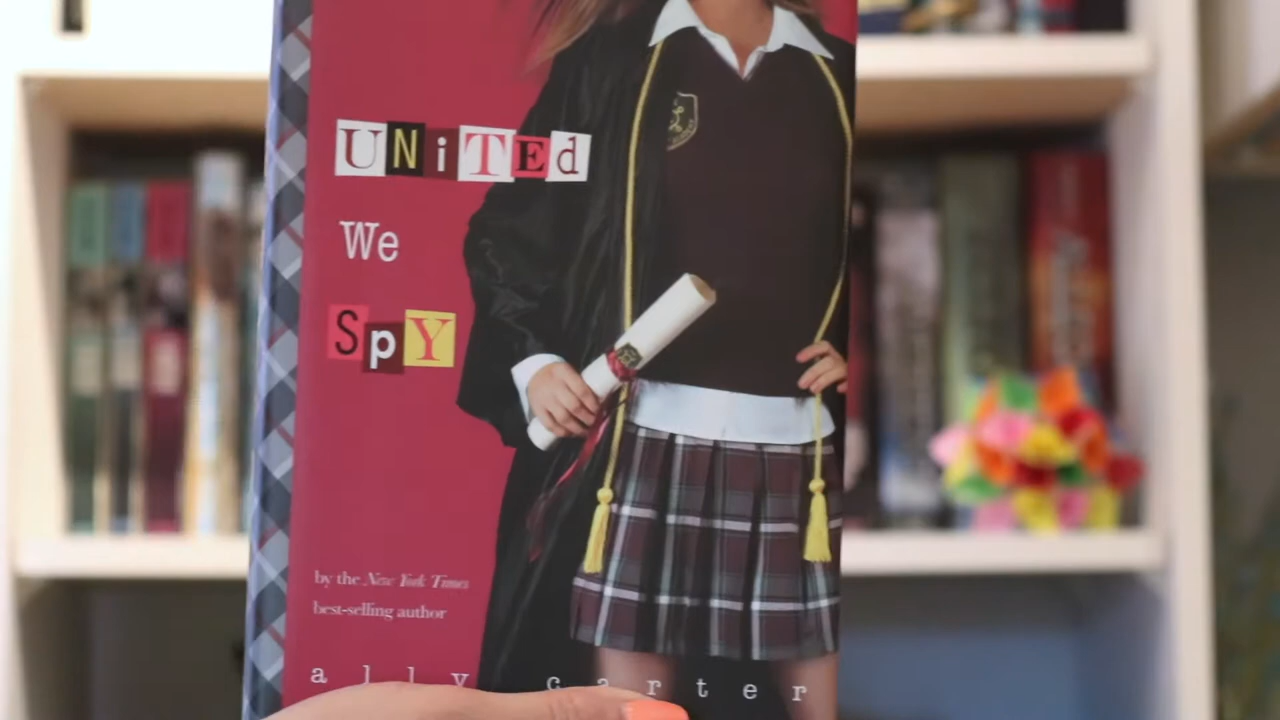 UNiTEd
We
SpY
by the New York Times
best-selling author
ally carter